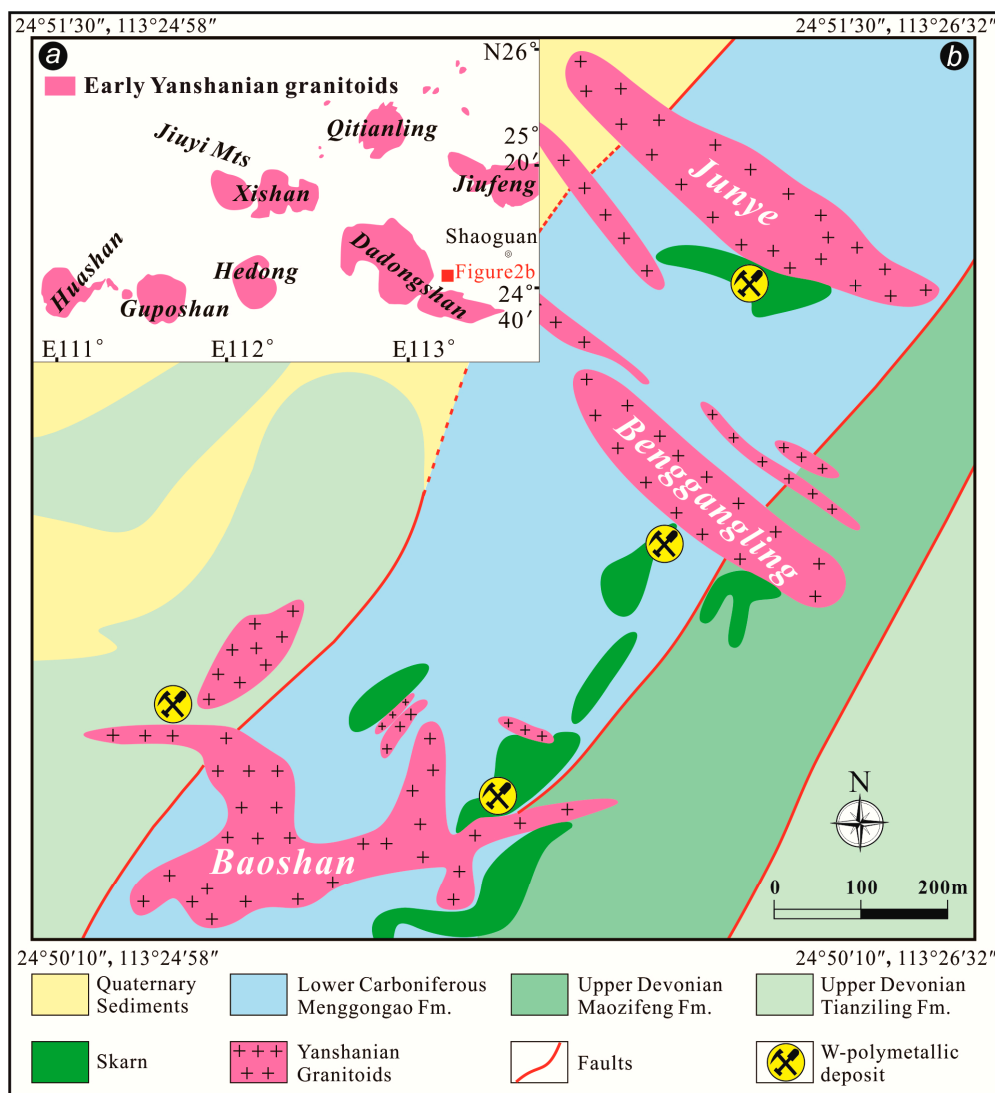 24°51′30″, 113°24′58″
24°51′30″, 113°26′32″
a
b
Early Yanshanian granitoids
N26°
Qitianling
Jiuyi Mts
25°
20′
Xishan
Jiufeng
Shaoguan
Huashan
Dadongshan
Hedong
Figure2b
Guposhan
24°
40′
E111°
E112°
E113°
Junye
Benggangling
Baoshan
N
0
100
200m
24°50′10″, 113°24′58″
24°50′10″, 113°26′32″
Quaternary
Sediments
Lower Carboniferous
Menggongao Fm.
Upper Devonian
Maozifeng Fm.
Upper Devonian
Tianziling Fm.
Skarn
Yanshanian
Granitoids
Faults
W-polymetallic
deposit